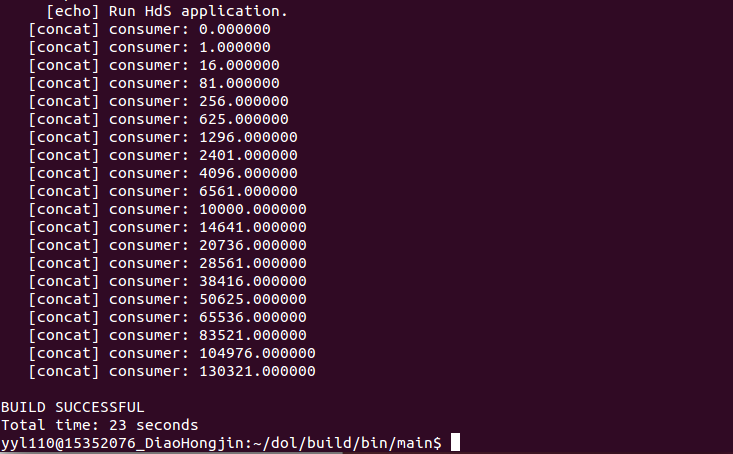 [echo] Run HdS application.
[concat] consumer: 0.000000
[concat] consumer: 1.000000
[concat] consumer: 16.000000
[concat] consumer: 81.000000
[concat] consumer: 256.000000
[concat] consumer: 625.000000
[concat] consumer: 1296.000000
[concat] consumer: 2401.000000
[concat] consumer: 4096.000000
[concat] consumer: 6561.000000
[concat] consumer: 10000.000000
[concat] consumer: 14641.000000
[concat] consumer: 20736.000000
[concat] consumer: 28561.000000
[concat] consumer: 38416.000000
[concat] consumer: 50625.000000
[concat] consumer: 65536.000000
[concat] consumer: 83521.000000
[concat] consumer: 104976.000000
[concat] consumer: 130321.000000
BUILD SUCCESSFUL
Total time: 23 seconds
yyl110@15352076_DiaoHongjin:~/dol/build/bin/main$